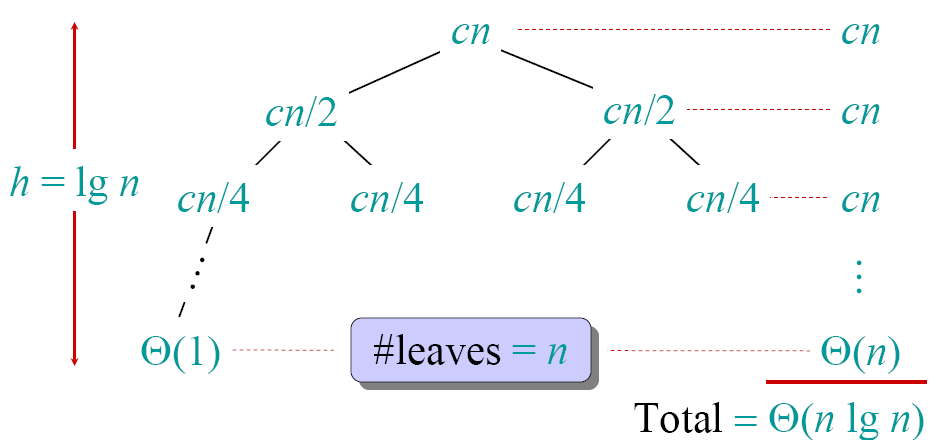 cn cn
cn/2 cn/2 cn
h = lg n
cn/4 cn/4 cn/4 cn/4 cn
Θ(1) #leaves = n Θ(n)
Total = Θ(n lg n)